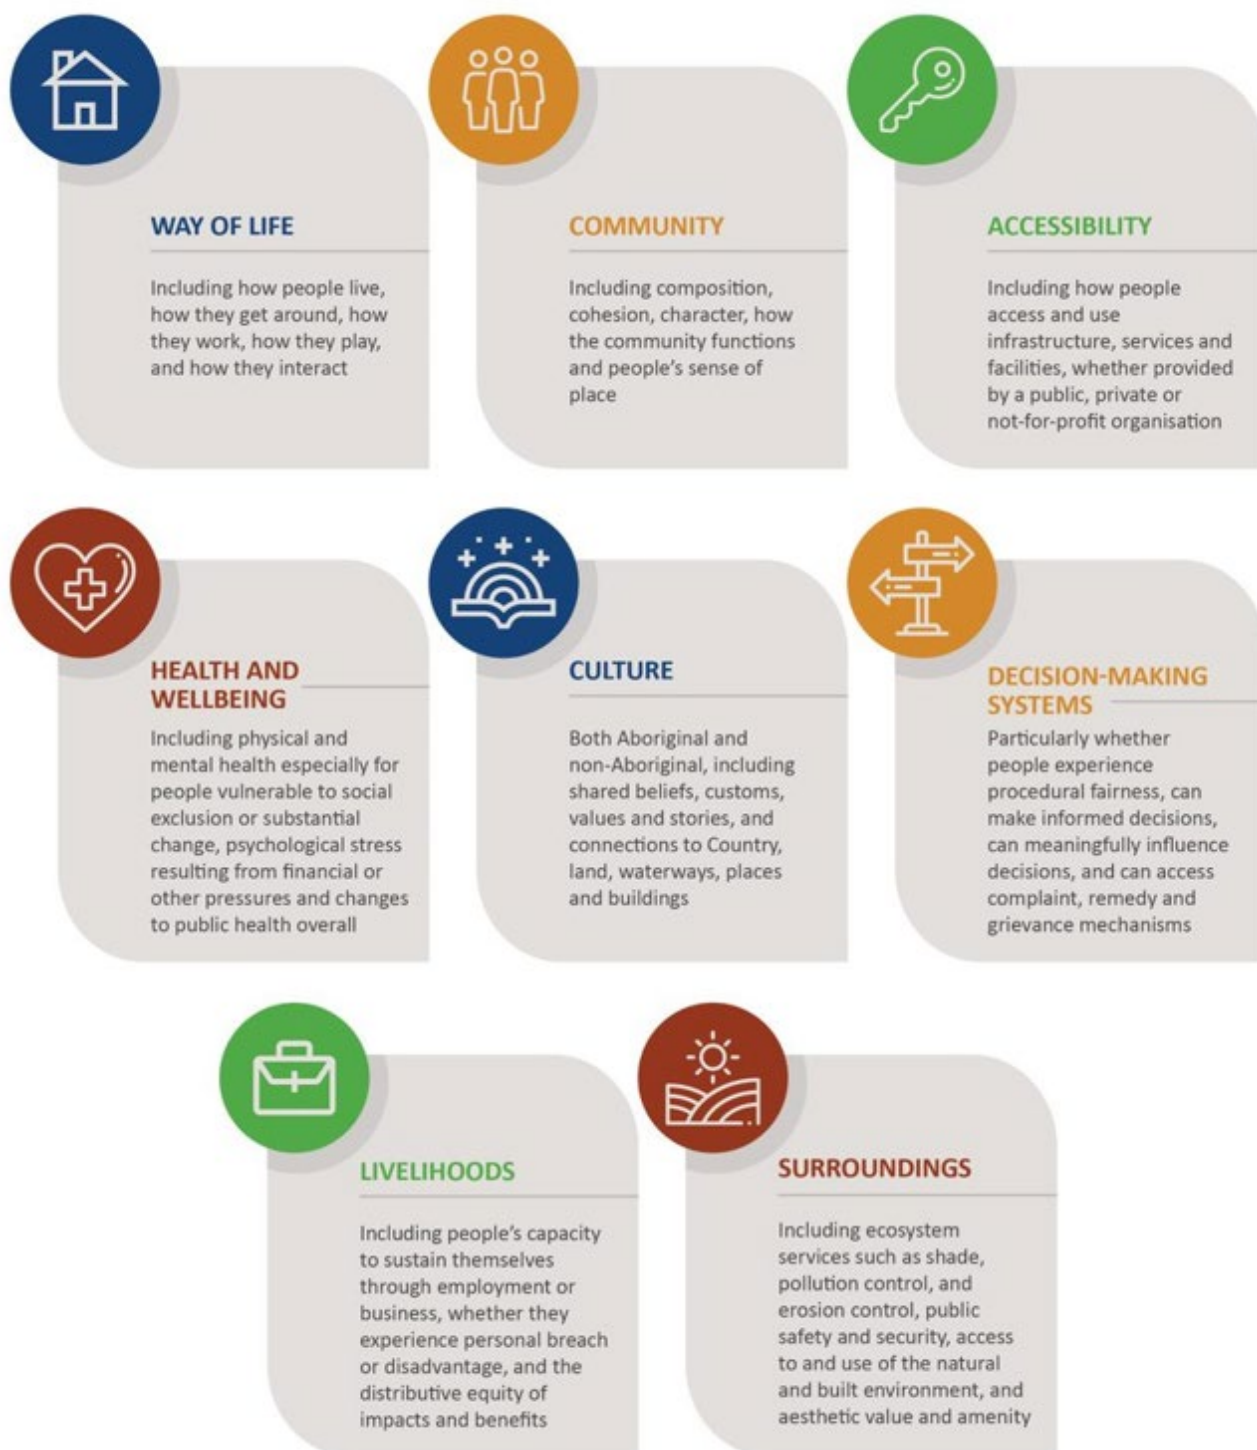 WAY OF LIFE
Including how people live,
how they get around, how
they work, how they play,
and how they interact
COMMUNITY
Including composition,
cohesion, character, how
the community functions
and people's sense of
place
ACCESSIBILITY
Including how people
access and use
infrastructure, services and
facilities, whether provided
by a public, private or
not-for-profit organisation
HEALTH AND
WELLBEING
Including physical and
mental health especially for
people vulnerable to social
exclusion or substantial
change, psychological stress
resulting from financial or
other pressures and changes
to public health overall
CULTURE
Both Aboriginal and
non-Aboriginal, including
shared beliefs, customs,
values and stories, and
connections to Country,
land, waterways, places
and buildings
DECISION-MAKING
SYSTEMS
Particularly whether
people experience
procedural fairness, can
make informed decisions,
can meaningfully influence
decisions, and can access
complaint, remedy and
grievance mechanisms
LIVELIHOODS
Including people's capacity
to sustain themselves
through employment or
business, whether they
experience personal breach
or disadvantage, and the
distributive equity of
impacts and benefits
SURROUNDINGS
Including ecosystem
services such as shade,
pollution control, and
erosion control, public
safety and security, access
to and use of the natural
and built environment, and
aesthetic value and amenity